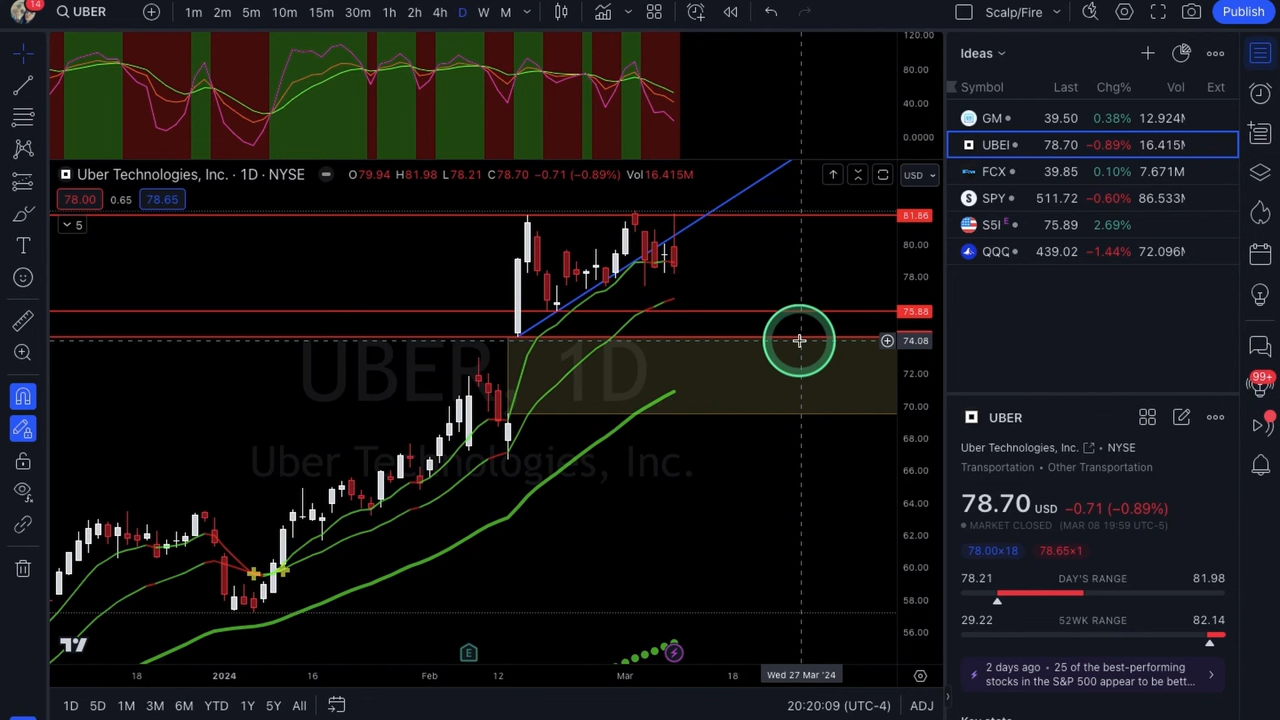 14
UBER
1m 2m 5m 10m 15m 30m 1h 2h 4h D W M
Scalp/Fire
Publish
120.00
80.00
40.00
0.0000
Uber Technologies, Inc. · 1D · NYSE
O79.94 H81.98 L78.21 C78.70 −0.71 (−0.89%) Vol16.415M
USD
78.00 0.65 78.65
5
81.86
80.00
78.00
75.88
74.08
72.00
70.00
68.00
66.00
64.00
62.00
60.00
58.00
56.00
UBER, 1D
Uber Technologies, Inc.
E
18 2024 16 Feb 12 Mar 18
Wed 27 Mar '24
1D 5D 1M 3M 6M YTD 1Y 5Y All
20:20:09 (UTC-4) ADJ
Ideas
Symbol Last Chg% Vol Ext
GM 39.50 0.38% 12.924M
UBEI 78.70 −0.89% 16.415M
FCX 39.85 0.10% 7.671M
SPY 511.72 −0.60% 86.533M
S5I E 75.89 2.69%
QQQ 439.02 −1.44% 72.096M
99+
UBER
Uber Technologies, Inc. • NYSE
Transportation • Other Transportation
78.70 USD −0.71 (−0.89%)
MARKET CLOSED (MAR 08 19:59 UTC-5)
78.00×18 78.65×1
78.21 DAY'S RANGE 81.98
29.22 52WK RANGE 82.14
2 days ago • 25 of the best-performing
stocks in the S&P 500 appear to be bett...